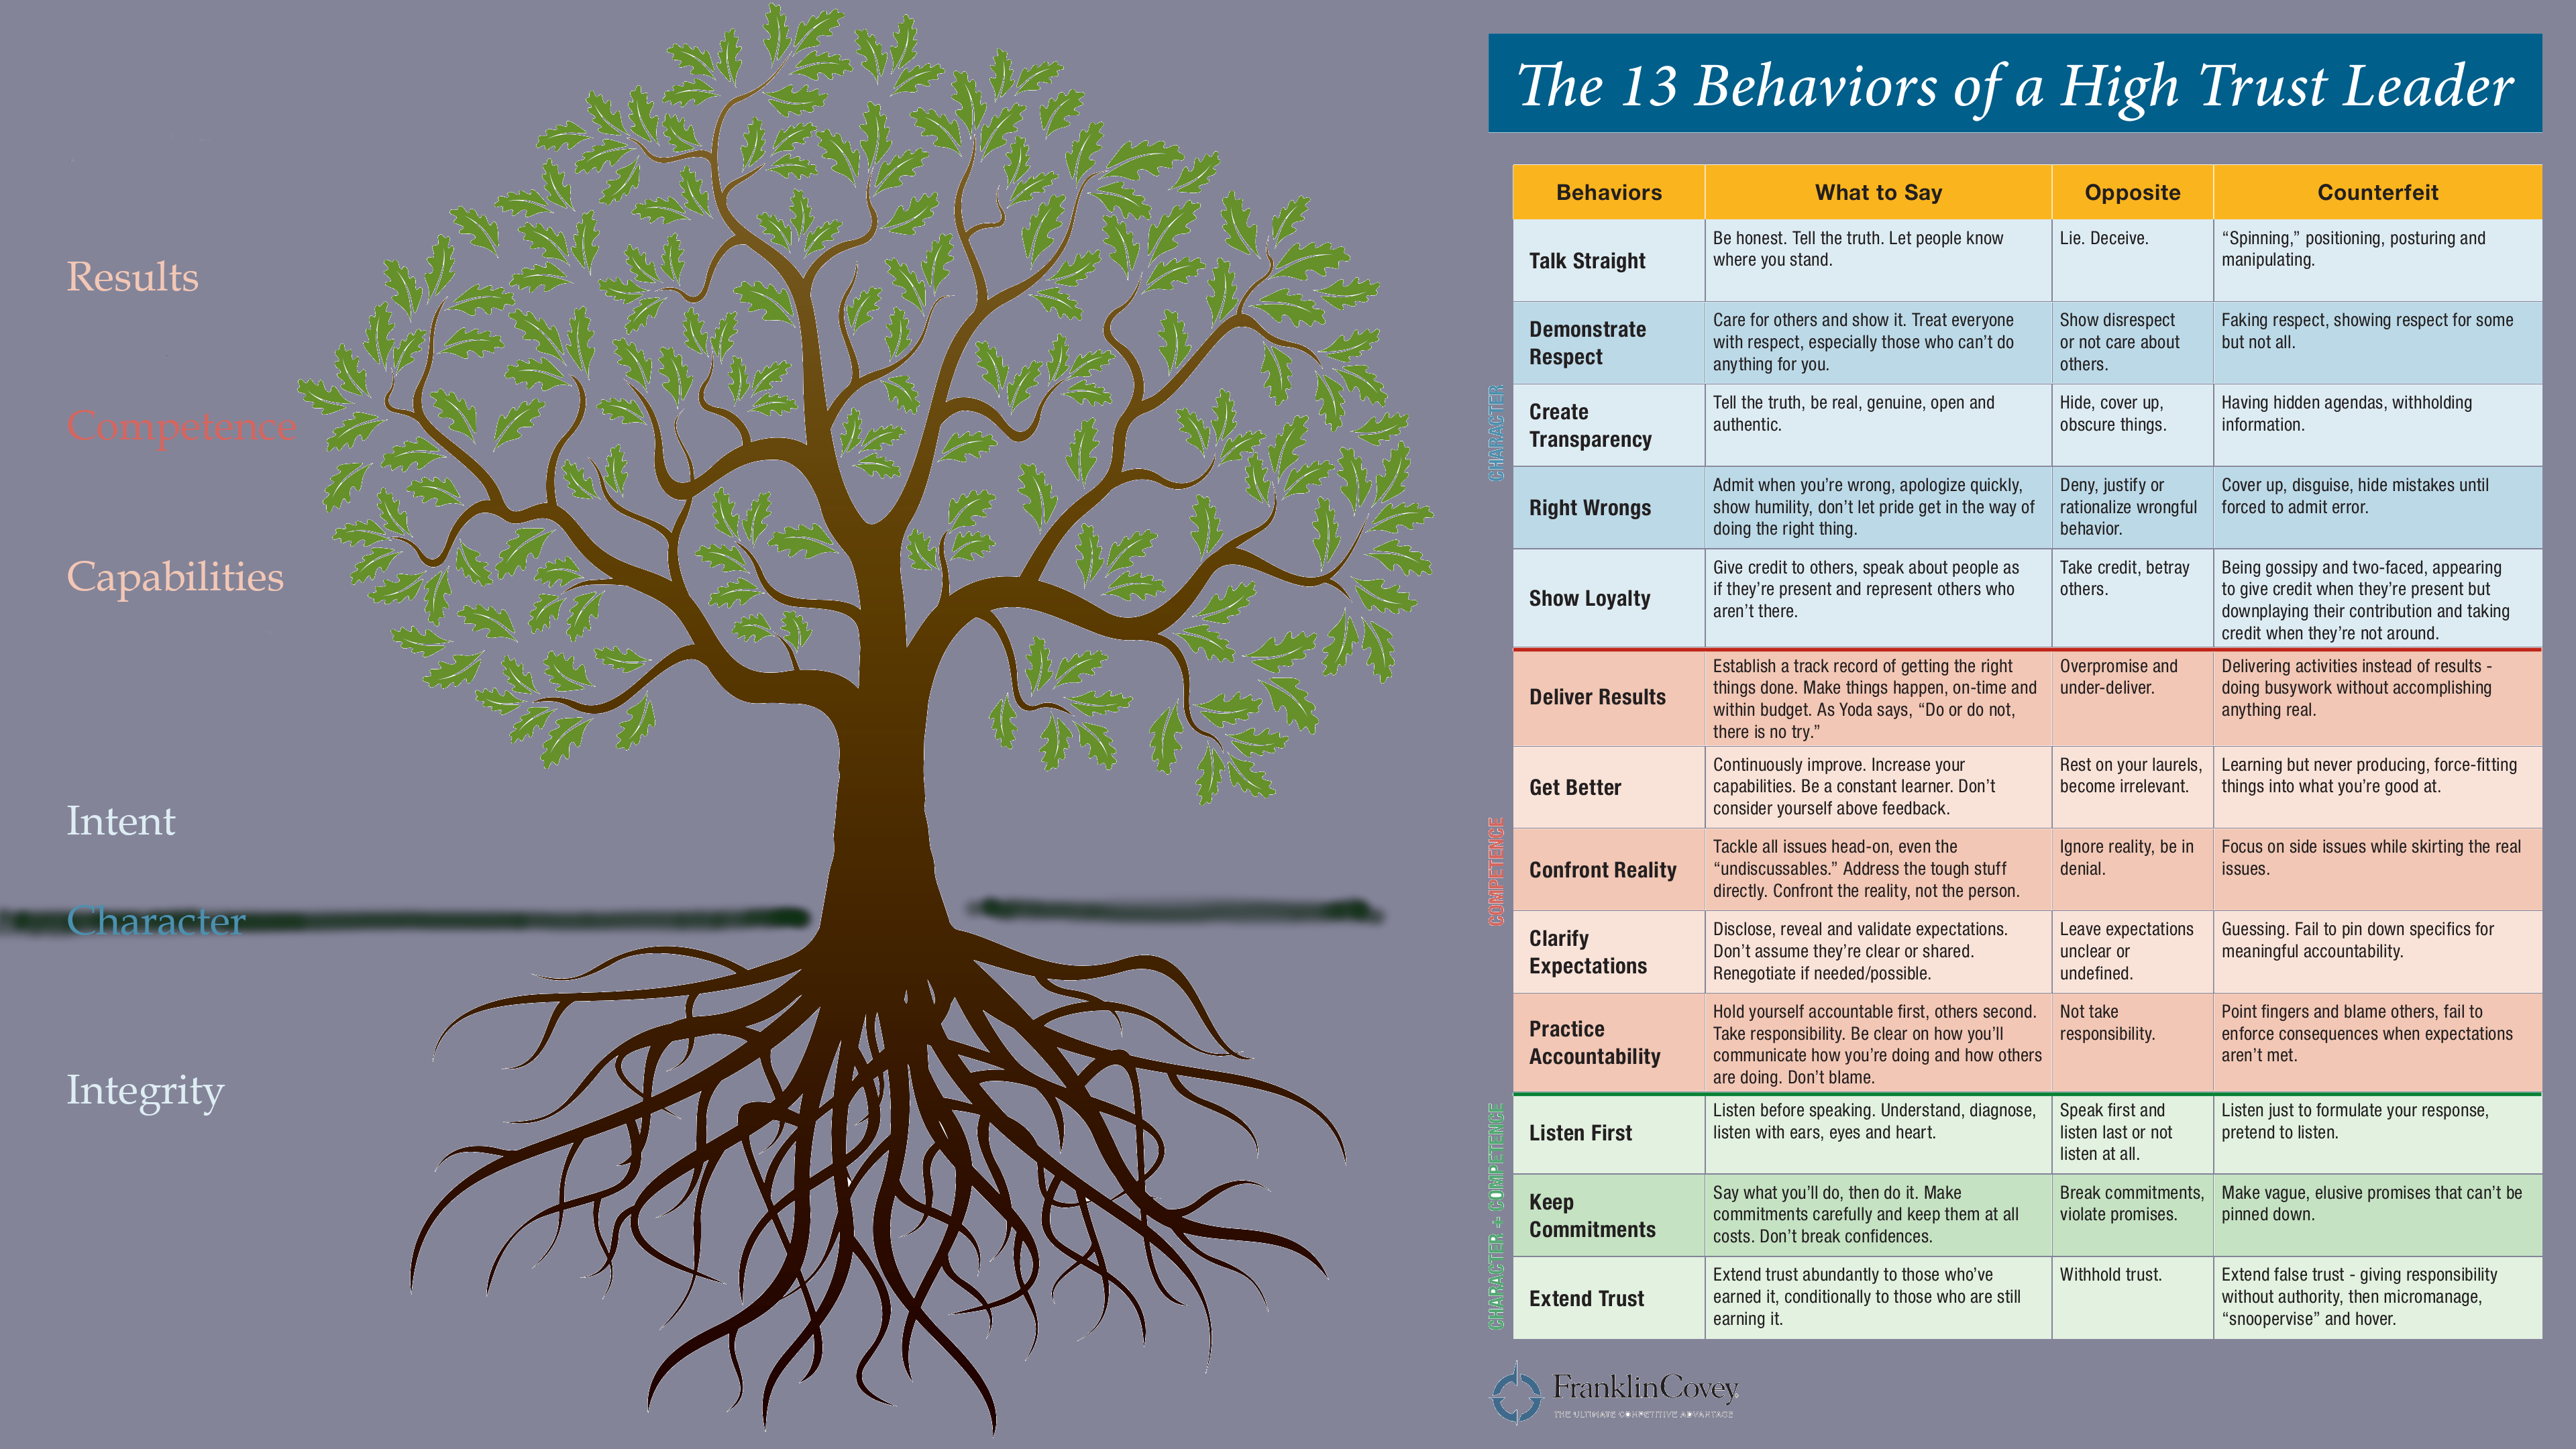 Results
Competence
Capabilities
Intent
Character
Integrity
The 13 Behaviors of a High Trust Leader
Behaviors
What to Say
Opposite
Counterfeit
CHARACTER
Talk Straight
Be honest. Tell the truth. Let people know
where you stand.
Lie. Deceive.
“Spinning,” positioning, posturing and
manipulating.
Demonstrate
Respect
Care for others and show it. Treat everyone
with respect, especially those who can’t do
anything for you.
Show disrespect
or not care about
others.
Faking respect, showing respect for some
but not all.
Create
Transparency
Tell the truth, be real, genuine, open and
authentic.
Hide, cover up,
obscure things.
Having hidden agendas, withholding
information.
Right Wrongs
Admit when you’re wrong, apologize quickly,
show humility, don’t let pride get in the way of
doing the right thing.
Deny, justify or
rationalize wrongful
behavior.
Cover up, disguise, hide mistakes until
forced to admit error.
Show Loyalty
Give credit to others, speak about people as
if they’re present and represent others who
aren’t there.
Take credit, betray
others.
Being gossipy and two-faced, appearing
to give credit when they’re present but
downplaying their contribution and taking
credit when they’re not around.
COMPETENCE
Deliver Results
Establish a track record of getting the right
things done. Make things happen, on-time and
within budget. As Yoda says, “Do or do not,
there is no try.”
Overpromise and
under-deliver.
Delivering activities instead of results -
doing busywork without accomplishing
anything real.
Get Better
Continuously improve. Increase your
capabilities. Be a constant learner. Don’t
consider yourself above feedback.
Rest on your laurels,
become irrelevant.
Learning but never producing, force-fitting
things into what you’re good at.
Confront Reality
Tackle all issues head-on, even the
“undiscussables.” Address the tough stuff
directly. Confront the reality, not the person.
Ignore reality, be in
denial.
Focus on side issues while skirting the real
issues.
Clarify
Expectations
Disclose, reveal and validate expectations.
Don’t assume they’re clear or shared.
Renegotiate if needed/possible.
Leave expectations
unclear or
undefined.
Guessing. Fail to pin down specifics for
meaningful accountability.
Practice
Accountability
Hold yourself accountable first, others second.
Take responsibility. Be clear on how you’ll
communicate how you’re doing and how others
are doing. Don’t blame.
Not take
responsibility.
Point fingers and blame others, fail to
enforce consequences when expectations
aren’t met.
CHARACTER + COMPETENCE
Listen First
Listen before speaking. Understand, diagnose,
listen with ears, eyes and heart.
Speak first and
listen last or not
listen at all.
Listen just to formulate your response,
pretend to listen.
Keep
Commitments
Say what you’ll do, then do it. Make
commitments carefully and keep them at all
costs. Don’t break confidences.
Break commitments,
violate promises.
Make vague, elusive promises that can’t be
pinned down.
Extend Trust
Extend trust abundantly to those who’ve
earned it, conditionally to those who are still
earning it.
Withhold trust.
Extend false trust - giving responsibility
without authority, then micromanage,
“snoopervise” and hover.
FranklinCovey
THE ULTIMATE COMPETITIVE ADVANTAGE